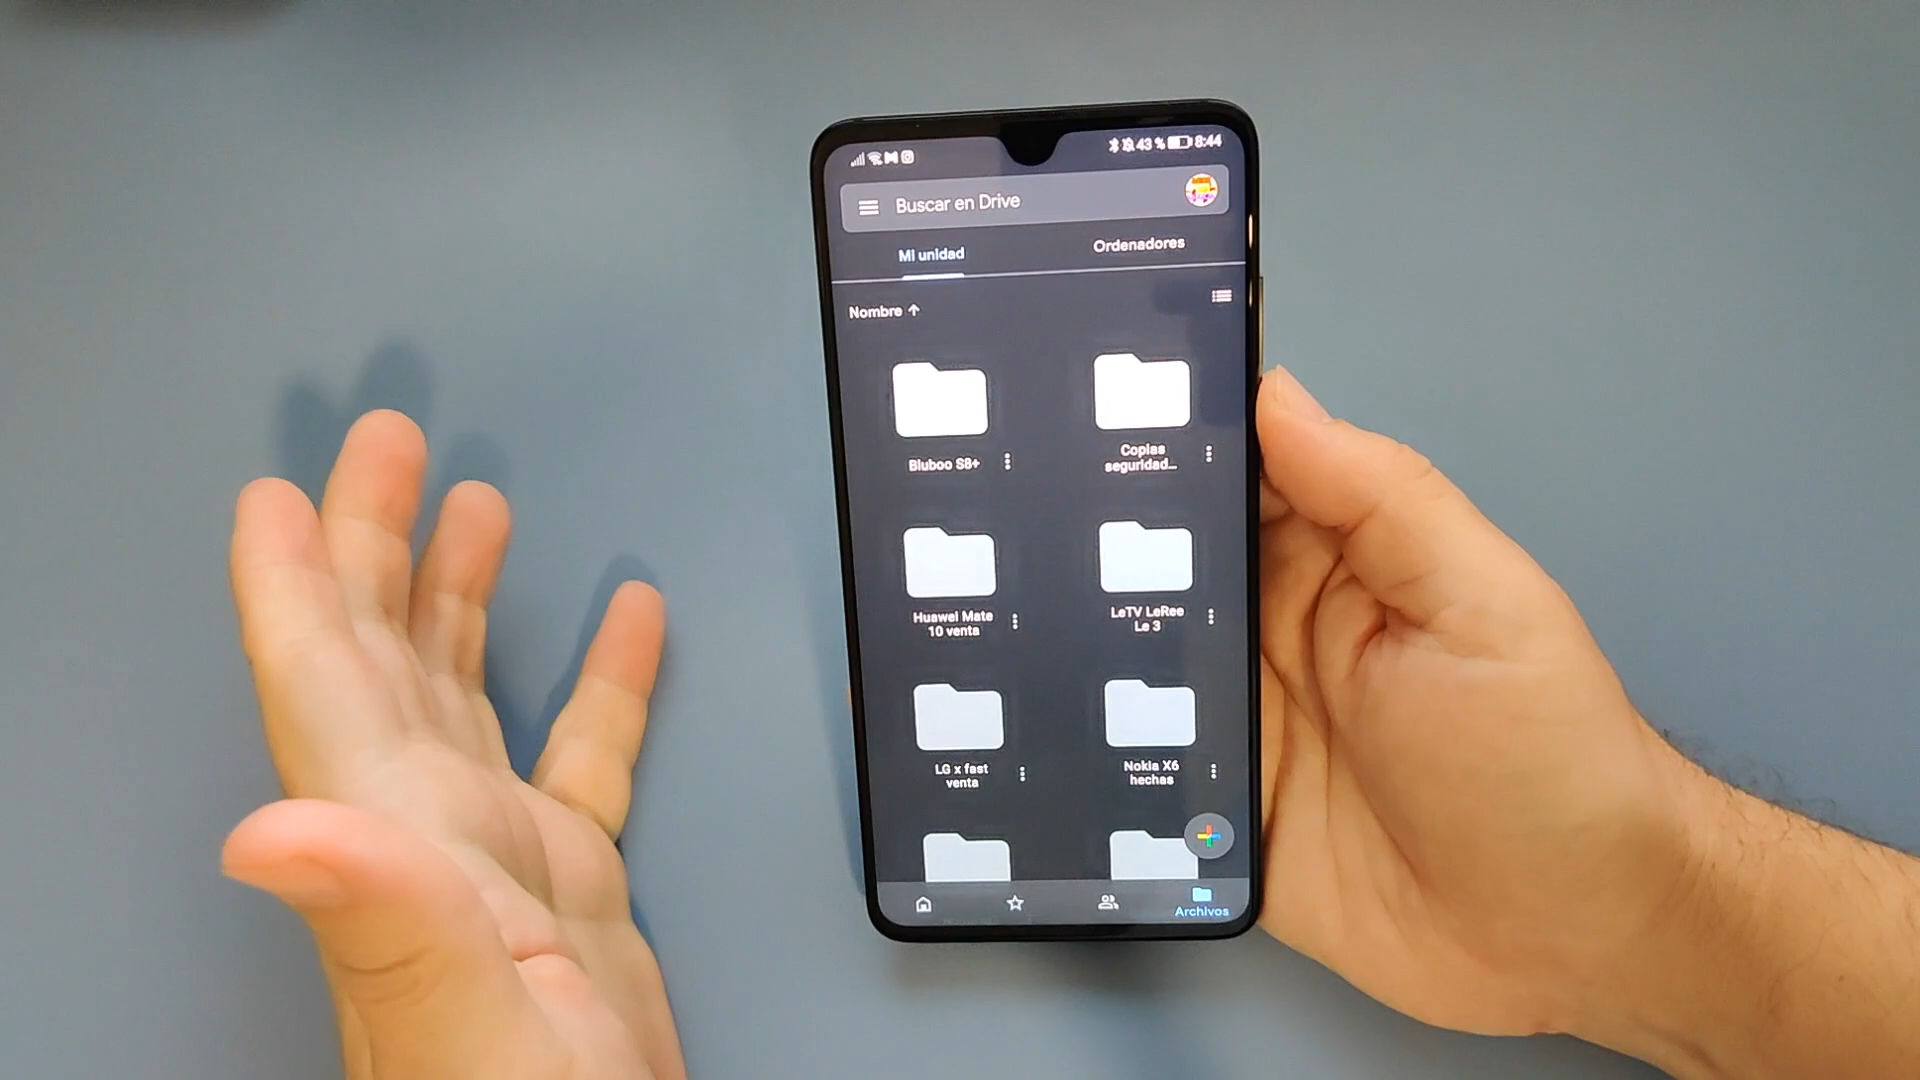 43 % 8:44
Buscar en Drive
Mi unidad
Ordenadores
Nombre ↑
Bluboo S8+
Copias
seguridad...
Huawei Mate
10 venta
LeTV LeRee
Le 3
LG x fast
venta
Nokia X6
hechas
Archivos